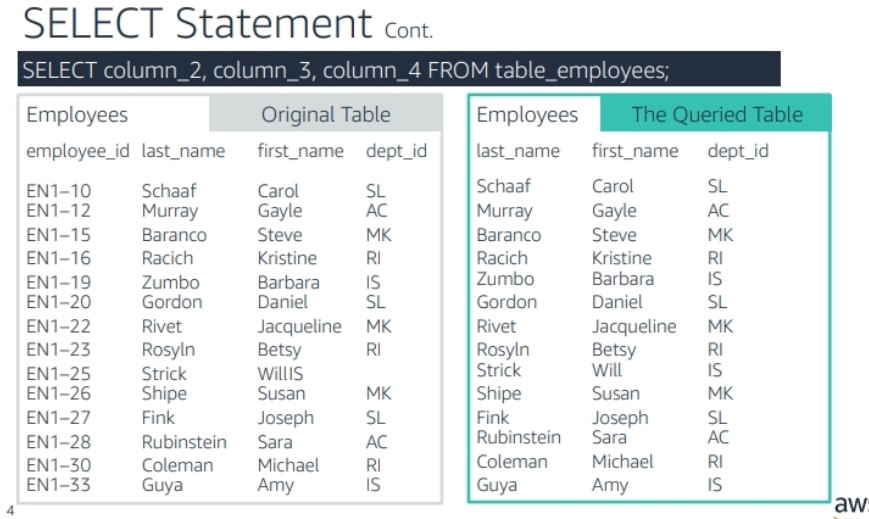 SELECT Statement Cont.
SELECT column_2, column_3, column_4 FROM table_employees;
Employees Original Table
employee_id last_name first_name dept_id
EN1–10 Schaaf Carol SL
EN1–12 Murray Gayle AC
EN1–15 Baranco Steve MK
EN1–16 Racich Kristine RI
EN1–19 Zumbo Barbara IS
EN1–20 Gordon Daniel SL
EN1–22 Rivet Jacqueline MK
EN1–23 Rosyln Betsy RI
EN1–25 Strick WillIS
EN1–26 Shipe Susan MK
EN1–27 Fink Joseph SL
EN1–28 Rubinstein Sara AC
EN1–30 Coleman Michael RI
EN1–33 Guya Amy IS
Employees The Queried Table
last_name first_name dept_id
Schaaf Carol SL
Murray Gayle AC
Baranco Steve MK
Racich Kristine RI
Zumbo Barbara IS
Gordon Daniel SL
Rivet Jacqueline MK
Rosyln Betsy RI
Strick Will IS
Shipe Susan MK
Fink Joseph SL
Rubinstein Sara AC
Coleman Michael RI
Guya Amy IS
4